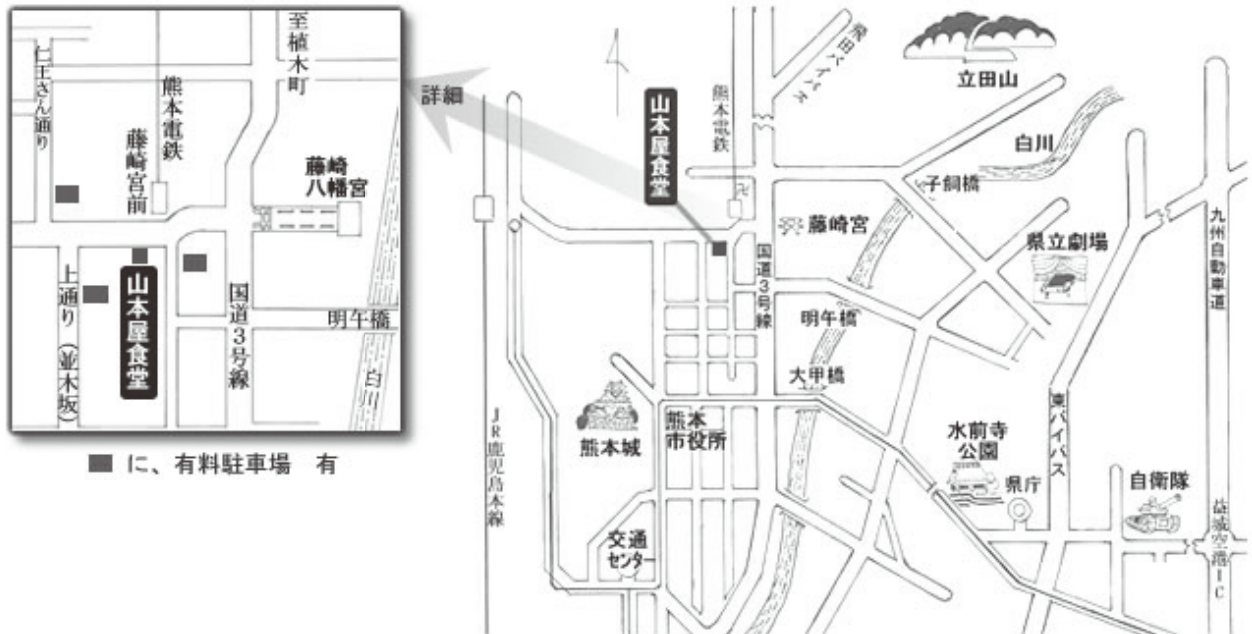 至植木町
仁王さん通り
熊本電鉄
藤崎宮前
藤崎
八幡宮
山本屋食堂
上通り(並木坂)
国道3号線
明午橋
白川
■ に、有料駐車場 有
詳細
山本屋食堂
熊本電鉄
飛田バイパス
立田山
白川
子飼橋
藤崎宮
県立劇場
九州自動車道
国道3号線
明午橋
大甲橋
熊本城
熊本
市役所
JR鹿児島本線
水前寺
公園
県庁
東バイパス
自衛隊
益城空港IC
交通
センター